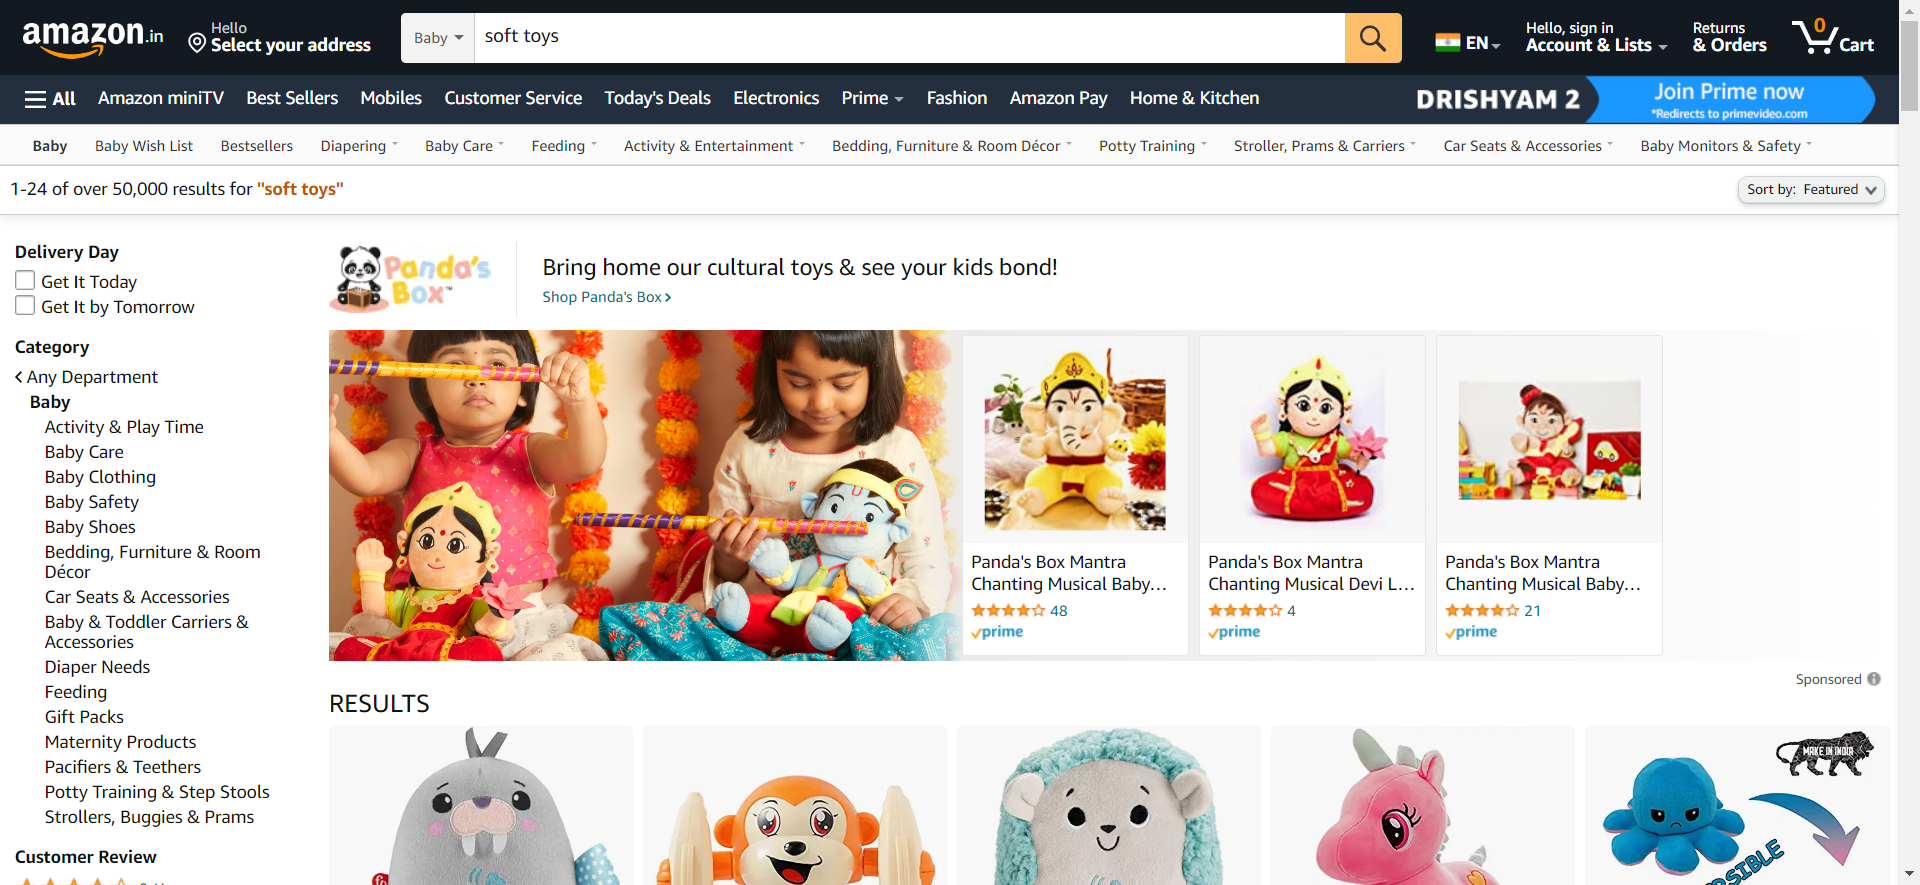 amazon.in
Hello
Select your address
Baby
soft toys
EN
Hello, sign in
Account & Lists
Returns
& Orders
0
Cart
All
Amazon miniTV
Best Sellers
Mobiles
Customer Service
Today's Deals
Electronics
Prime
Fashion
Amazon Pay
Home & Kitchen
DRISHYAM 2
Join Prime now
*Redirects to primevideo.com
Baby
Baby Wish List
Bestsellers
Diapering
Baby Care
Feeding
Activity & Entertainment
Bedding, Furniture & Room Décor
Potty Training
Stroller, Prams & Carriers
Car Seats & Accessories
Baby Monitors & Safety
1-24 of over 50,000 results for "soft toys"
Sort by: Featured
Delivery Day
Get It Today
Get It by Tomorrow
Category
Any Department
Baby
Activity & Play Time
Baby Care
Baby Clothing
Baby Safety
Baby Shoes
Bedding, Furniture & Room
Décor
Car Seats & Accessories
Baby & Toddler Carriers &
Accessories
Diaper Needs
Feeding
Gift Packs
Maternity Products
Pacifiers & Teethers
Potty Training & Step Stools
Strollers, Buggies & Prams
Customer Review
Panda's
Box™
Bring home our cultural toys & see your kids bond!
Shop Panda's Box
Panda's Box Mantra
Chanting Musical Baby…
48
prime
Panda's Box Mantra
Chanting Musical Devi L…
4
prime
Panda's Box Mantra
Chanting Musical Baby…
21
prime
Sponsored
RESULTS
MAKE IN INDIA